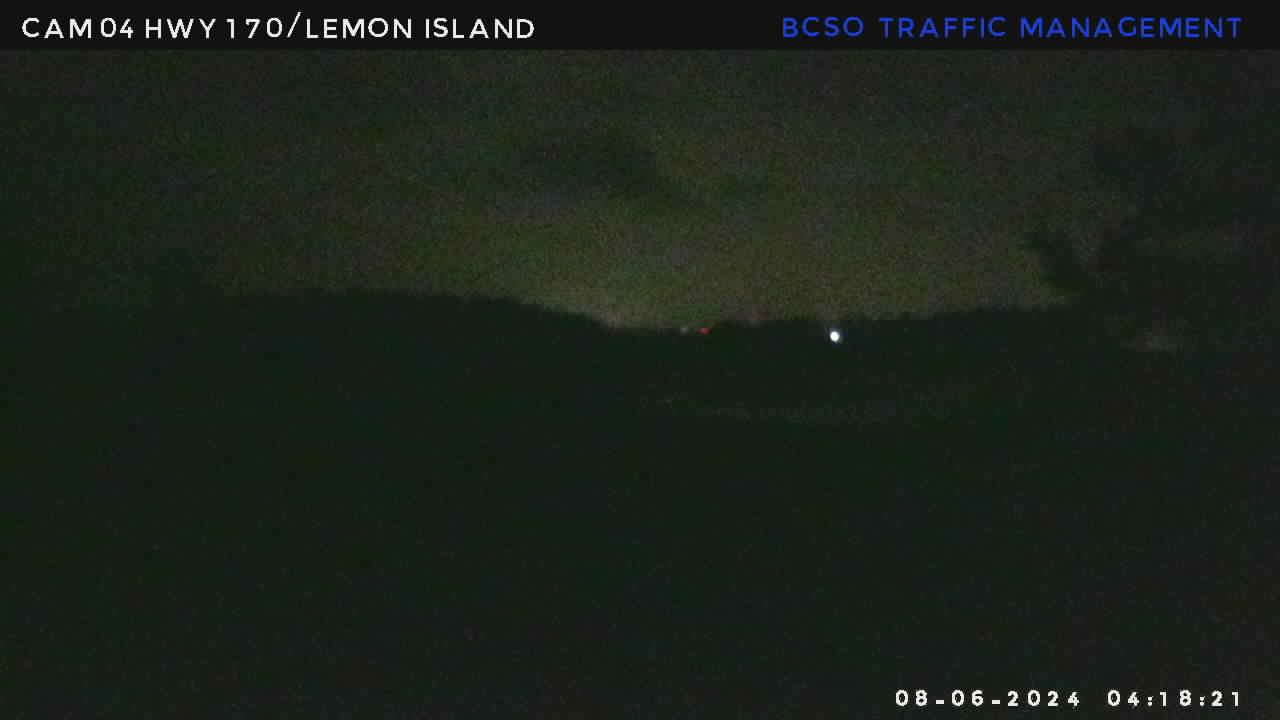 CAM 04 HWY 170/LEMON ISLAND
BCSO TRAFFIC MANAGEMENT
08-06-2024 04:18:21